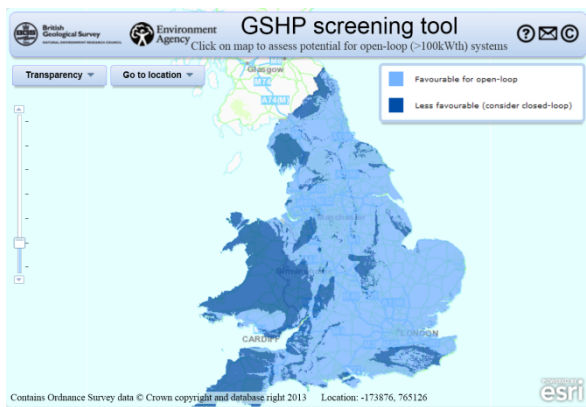 British
Geological Survey
NATURAL ENVIRONMENT RESEARCH COUNCIL
Environment
Agency
GSHP screening tool
Click on map to assess potential for open-loop (>100kWth) systems
Transparency
Go to location
Favourable for open-loop
Less favourable (consider closed-loop)
Glasgow
M74
A74(M)
CARDIFF
LONDON
Contains Ordnance Survey data © Crown copyright and database right 2013
Location: -173876, 765126
esri